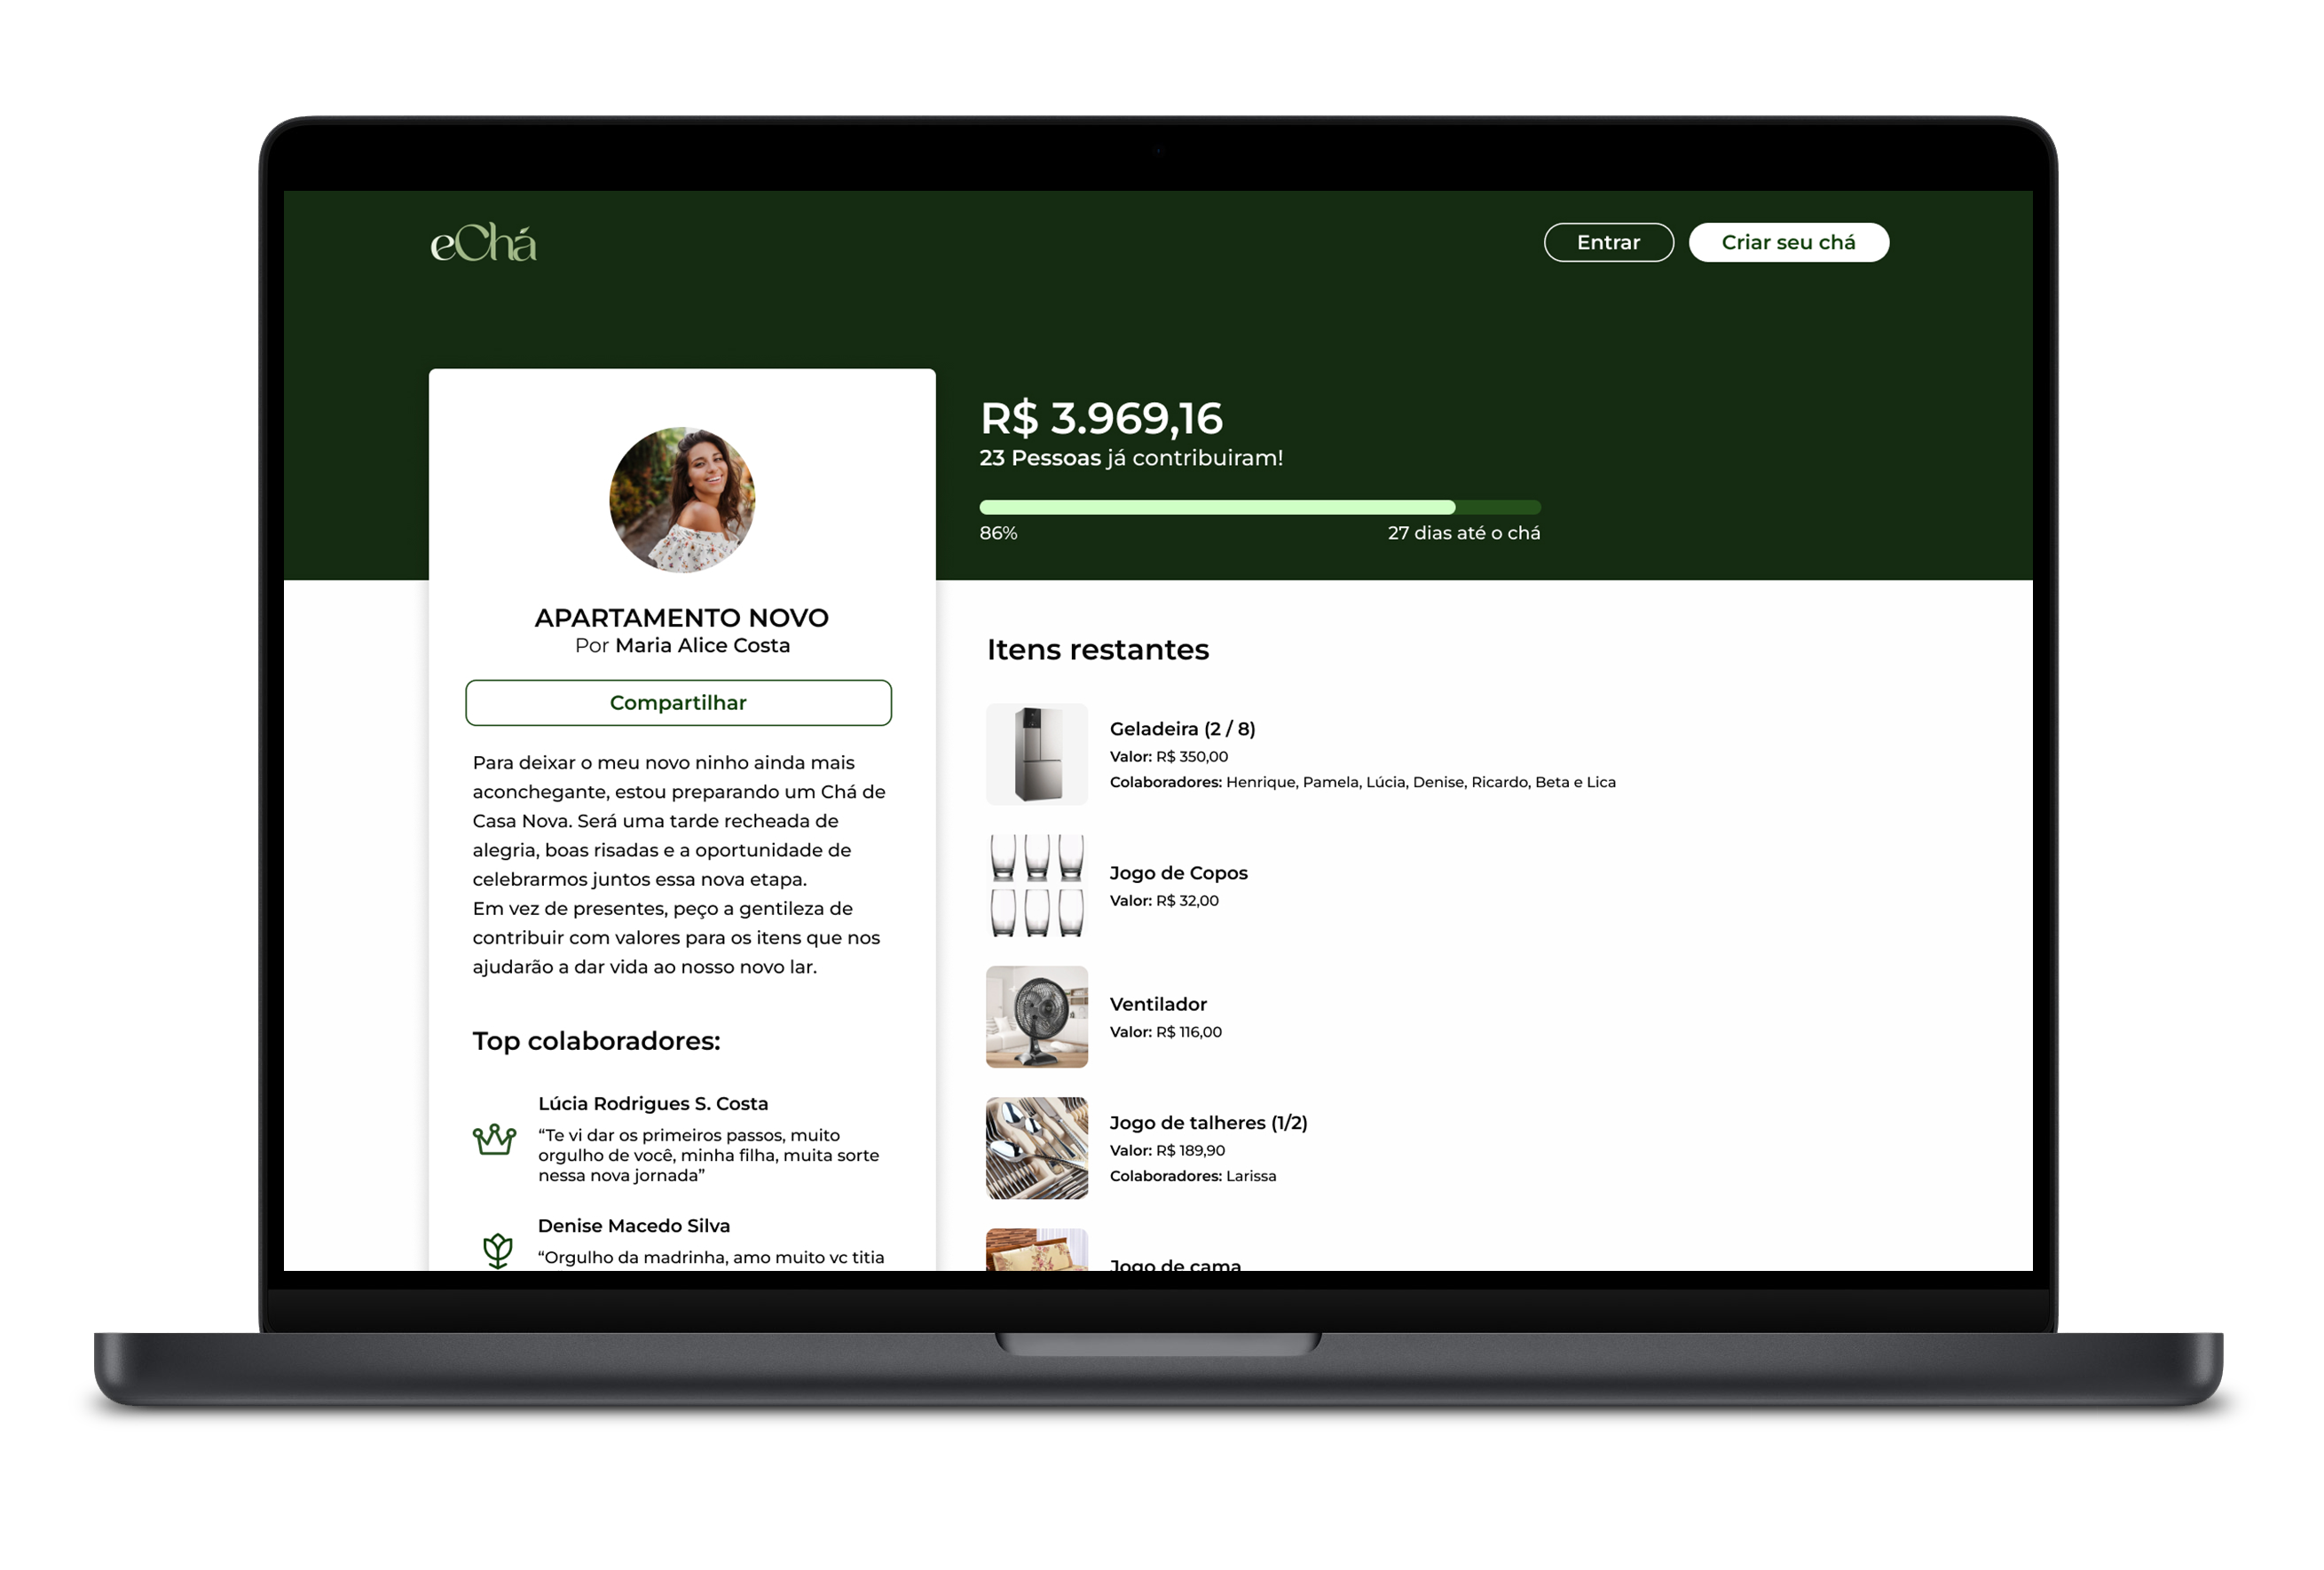 eChá
Entrar
Criar seu chá
R$ 3.969,16
23 Pessoas já contribuiram!
86%
27 dias até o chá
APARTAMENTO NOVO
Por Maria Alice Costa
Compartilhar
Para deixar o meu novo ninho ainda mais
aconchegante, estou preparando um Chá de
Casa Nova. Será uma tarde recheada de
alegria, boas risadas e a oportunidade de
celebrarmos juntos essa nova etapa.
Em vez de presentes, peço a gentileza de
contribuir com valores para os itens que nos
ajudarão a dar vida ao nosso novo lar.
Top colaboradores:
Lúcia Rodrigues S. Costa
“Te vi dar os primeiros passos, muito
orgulho de você, minha filha, muita sorte
nessa nova jornada”
Denise Macedo Silva
“Orgulho da madrinha, amo muito vc titia
Itens restantes
Geladeira (2 / 8)
Valor: R$ 350,00
Colaboradores: Henrique, Pamela, Lúcia, Denise, Ricardo, Beta e Lica
Jogo de Copos
Valor: R$ 32,00
Ventilador
Valor: R$ 116,00
Jogo de talheres (1/2)
Valor: R$ 189,90
Colaboradores: Larissa
Jogo de cama